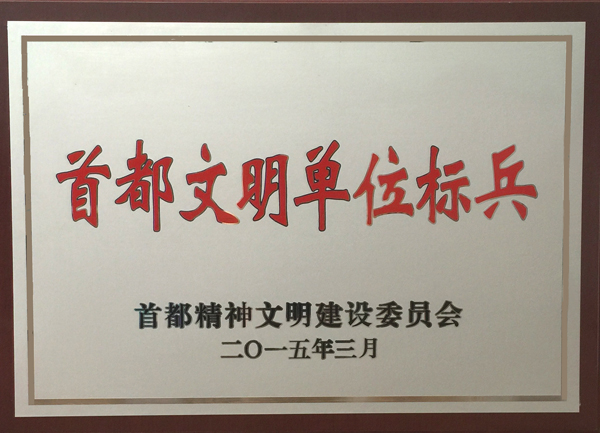 首都文明单位标兵
首都精神文明建设委员会
二〇一五年三月